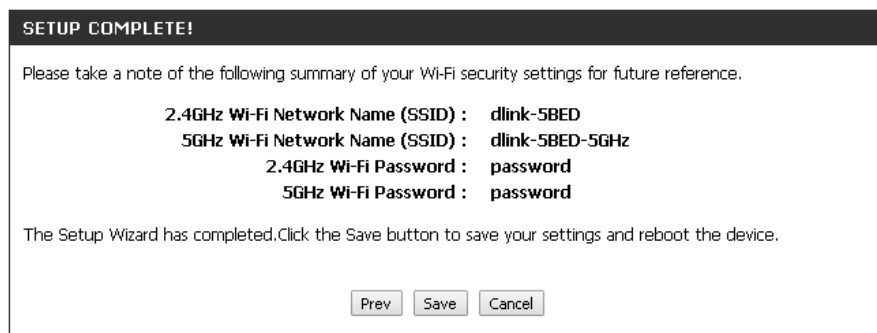 SETUP COMPLETE!
Please take a note of the following summary of your Wi-Fi security settings for future reference.
2.4GHz Wi-Fi Network Name (SSID) : dlink-5BED
5GHz Wi-Fi Network Name (SSID) : dlink-5BED-5GHz
2.4GHz Wi-Fi Password : password
5GHz Wi-Fi Password : password
The Setup Wizard has completed.Click the Save button to save your settings and reboot the device.
Prev Save Cancel